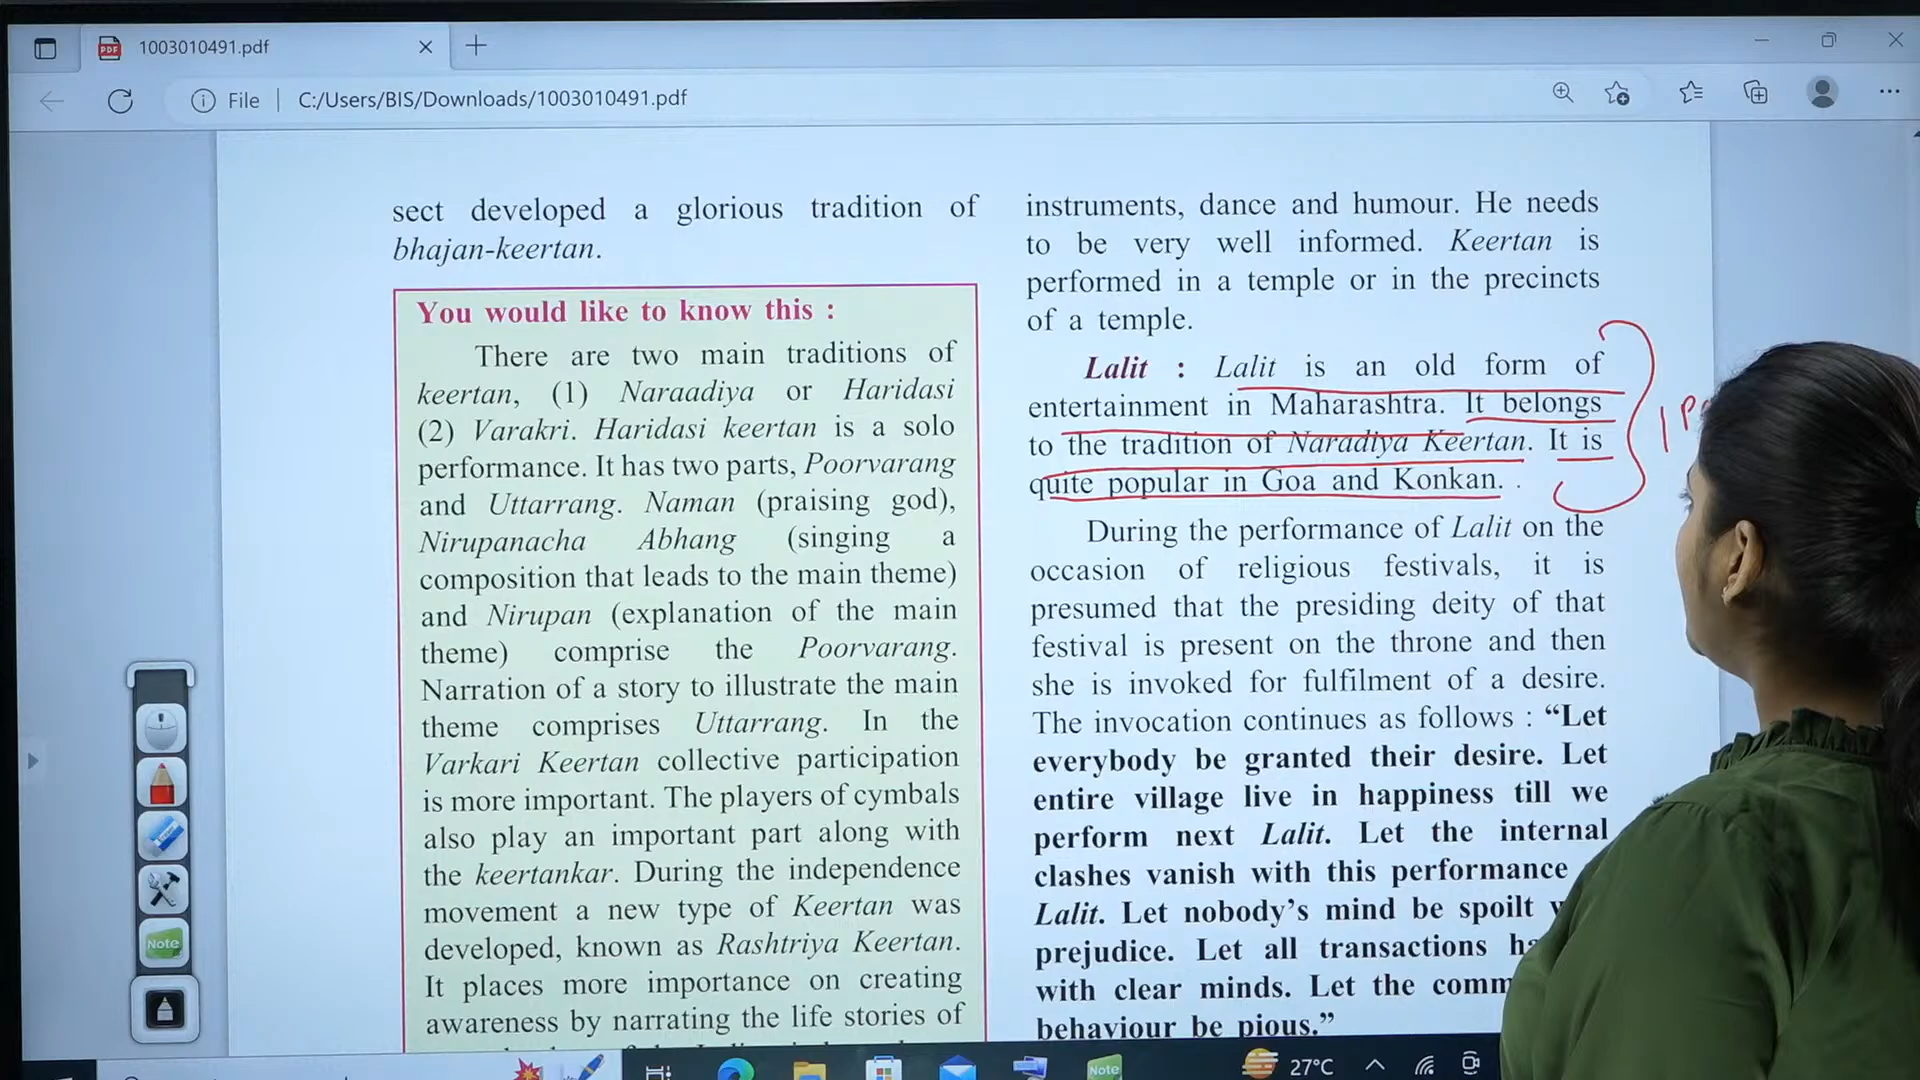 1003010491.pdf
File
C:/Users/BIS/Downloads/1003010491.pdf
sect developed a glorious tradition of
bhajan-keertan.
You would like to know this :
There are two main traditions of
keertan, (1) Naraadiya or Haridasi
(2) Varakri. Haridasi keertan is a solo
performance. It has two parts, Poorvarang
and Uttarrang. Naman (praising god),
Nirupanacha Abhang (singing a
composition that leads to the main theme)
and Nirupan (explanation of the main
theme) comprise the Poorvarang.
Narration of a story to illustrate the main
theme comprises Uttarrang. In the
Varkari Keertan collective participation
is more important. The players of cymbals
also play an important part along with
the keertankar. During the independence
movement a new type of Keertan was
developed, known as Rashtriya Keertan.
It places more importance on creating
awareness by narrating the life stories of
instruments, dance and humour. He needs
to be very well informed. Keertan is
performed in a temple or in the precincts
of a temple.
Lalit : Lalit is an old form of
entertainment in Maharashtra. It belongs
to the tradition of Naradiya Keertan. It is
quite popular in Goa and Konkan.
During the performance of Lalit on the
occasion of religious festivals, it is
presumed that the presiding deity of that
festival is present on the throne and then
she is invoked for fulfilment of a desire.
The invocation continues as follows : “Let
everybody be granted their desire. Let
entire village live in happiness till we
perform next Lalit. Let the internal
clashes vanish with this performance
Lalit. Let nobody’s mind be spoilt
prejudice. Let all transactions
with clear minds. Let the
behaviour be pious.”
1
Note
Note
27°C